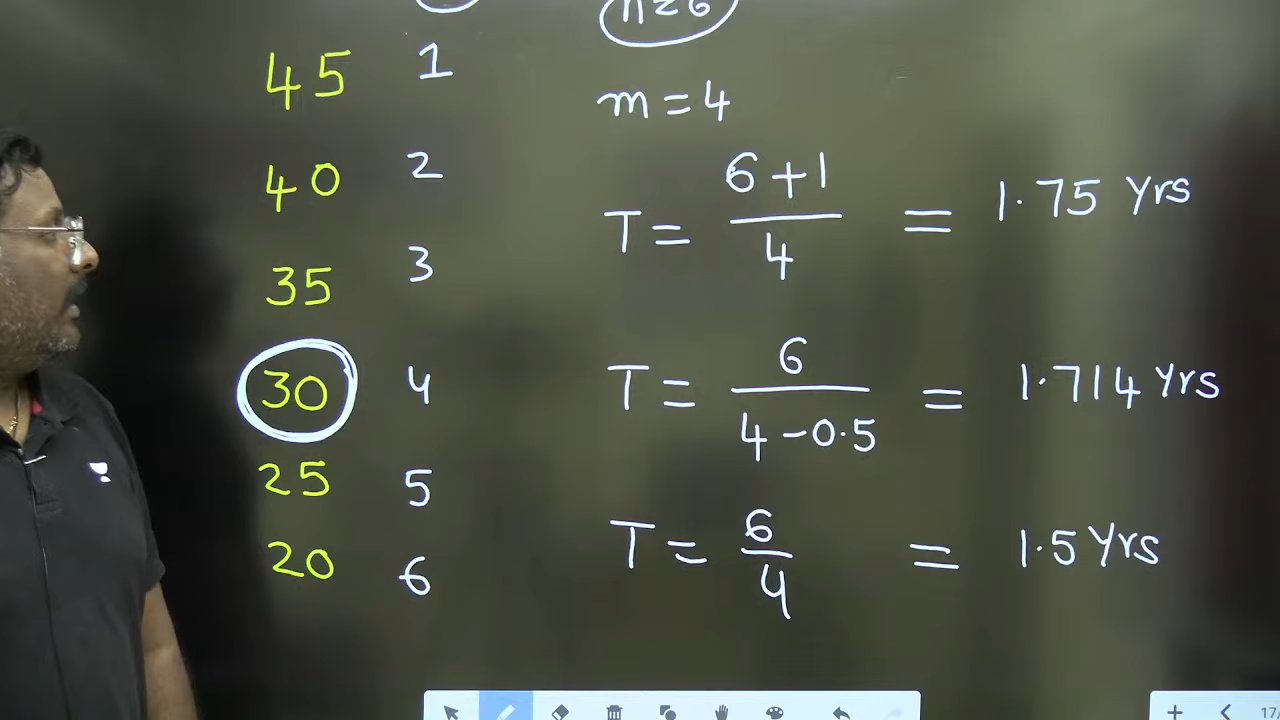 n=6
45 1
m=4
40 2
T = 6+1 / 4 = 1.75 yrs
35 3
30 4
T = 6 / 4-0.5 = 1.714 yrs
25 5
20 6
T = 6/4 = 1.5 Yrs
17/